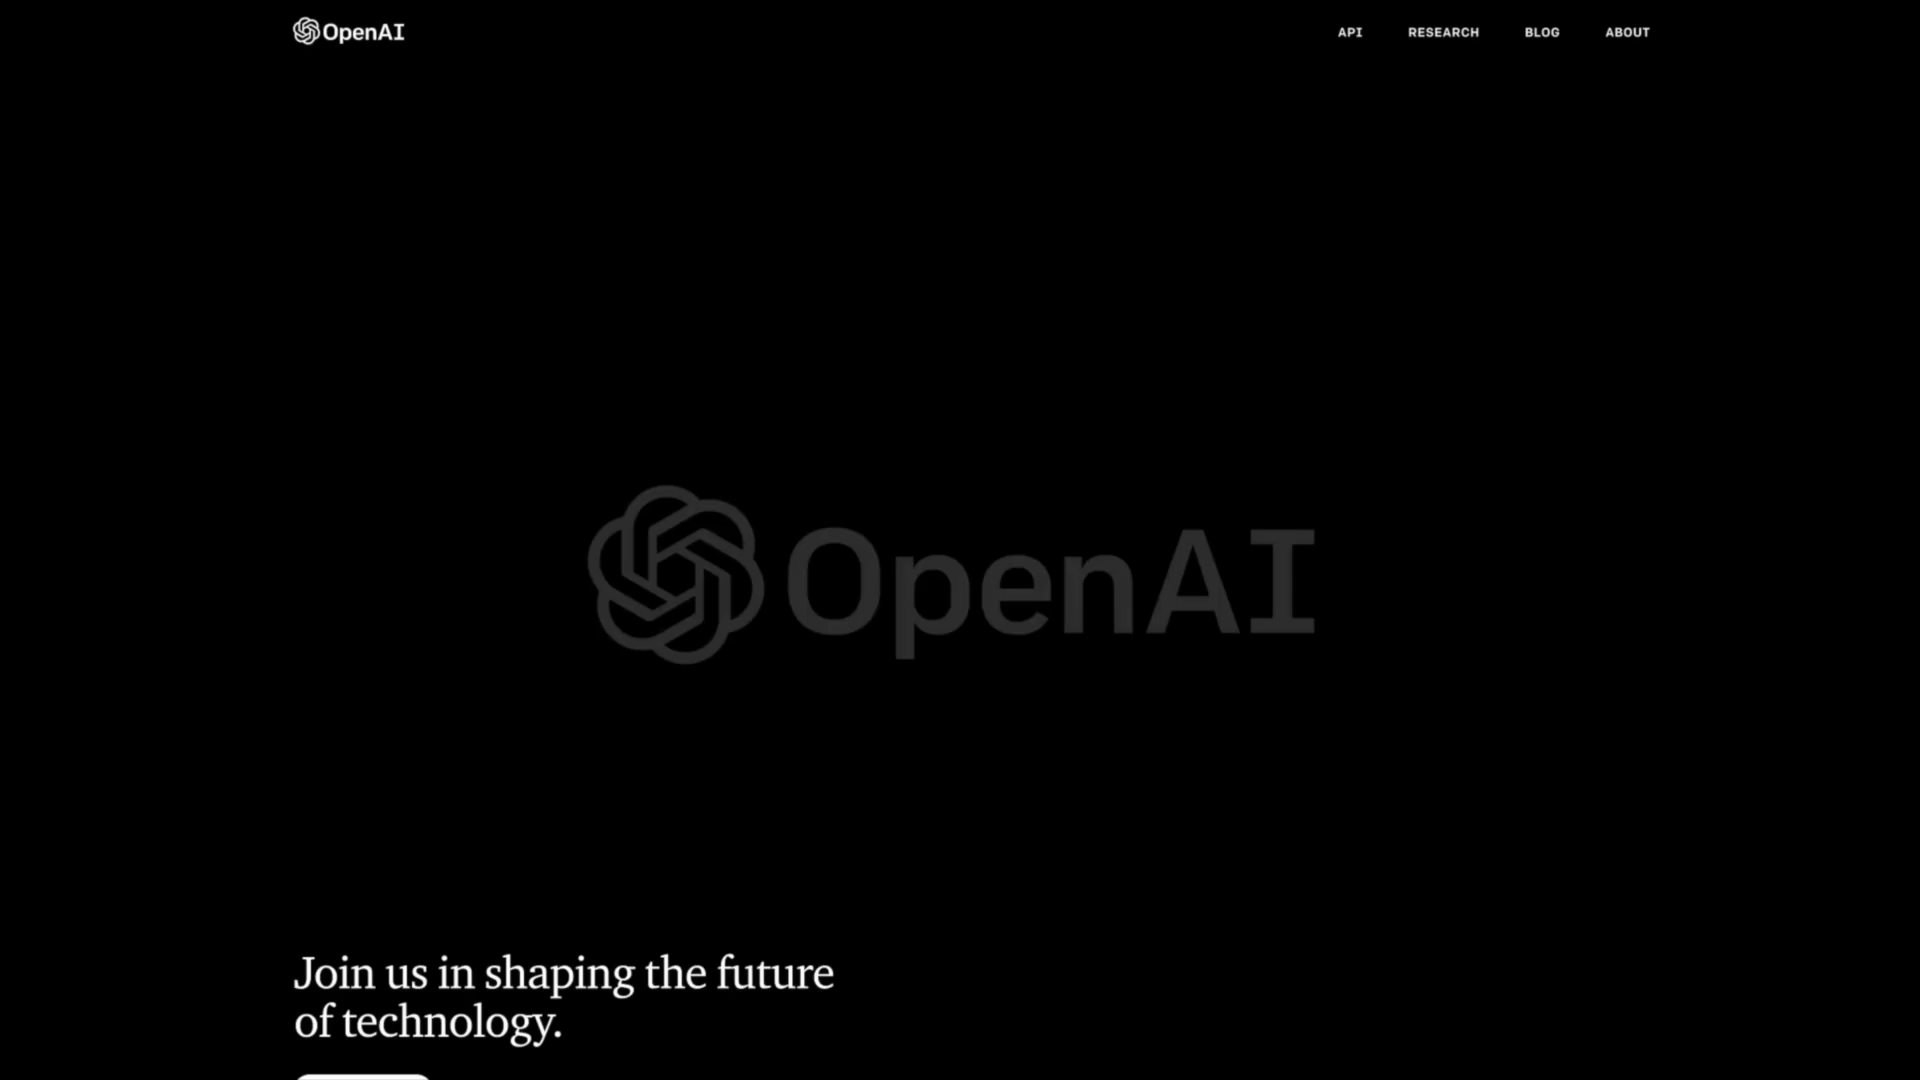 OpenAI
API
RESEARCH
BLOG
ABOUT
OpenAI
Join us in shaping the future
of technology.